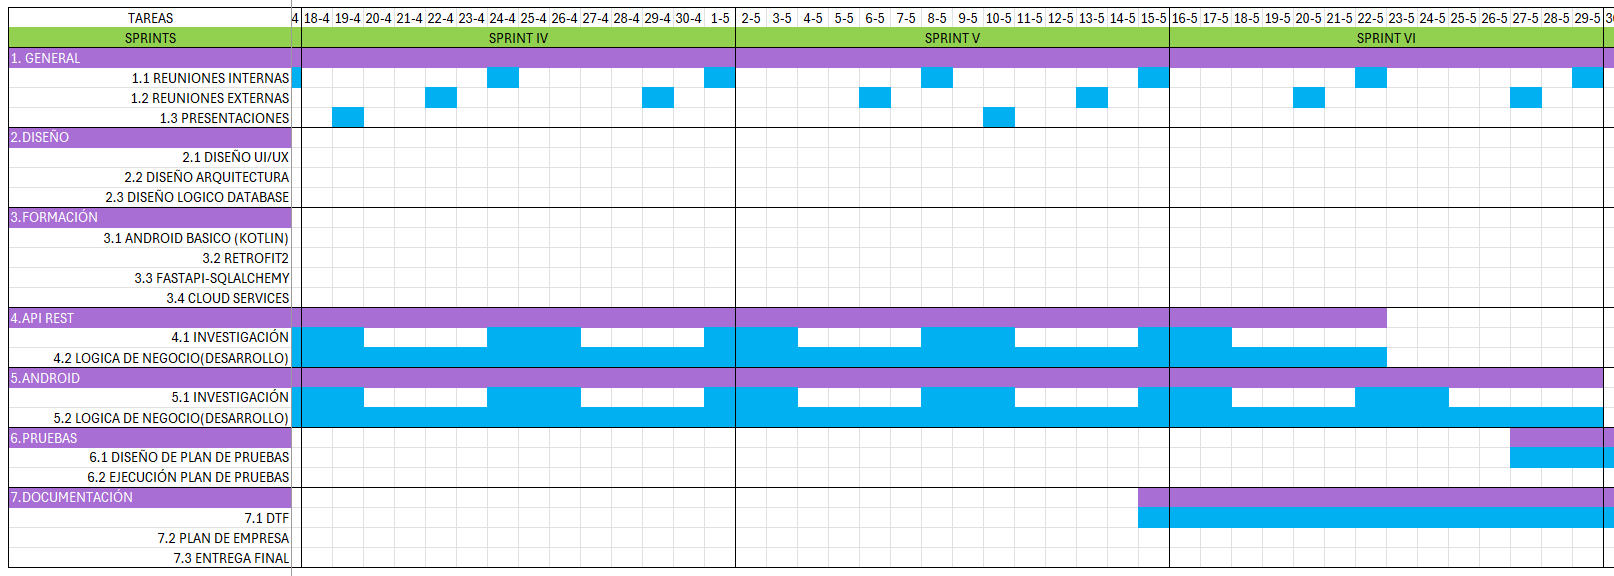 TAREAS 4 18-4 19-4 20-4 21-4 22-4 23-4 24-4 25-4 26-4 27-4 28-4 29-4 30-4 1-5 2-5 3-5 4-5 5-5 6-5 7-5 8-5 9-5 10-5 11-5 12-5 13-5 14-5 15-5 16-5 17-5 18-5 19-5 20-5 21-5 22-5 23-5 24-5 25-5 26-5 27-5 28-5 29-5
SPRINTS SPRINT IV SPRINT V SPRINT VI
1. GENERAL
1.1 REUNIONES INTERNAS
1.2 REUNIONES EXTERNAS
1.3 PRESENTACIONES
2.DISEÑO
2.1 DISEÑO UI/UX
2.2 DISEÑO ARQUITECTURA
2.3 DISEÑO LOGICO DATABASE
3.FORMACIÓN
3.1 ANDROID BASICO (KOTLIN)
3.2 RETROFIT2
3.3 FASTAPI-SQLALCHEMY
3.4 CLOUD SERVICES
4.API REST
4.1 INVESTIGACIÓN
4.2 LOGICA DE NEGOCIO(DESARROLLO)
5.ANDROID
5.1 INVESTIGACIÓN
5.2 LOGICA DE NEGOCIO(DESARROLLO)
6.PRUEBAS
6.1 DISEÑO DE PLAN DE PRUEBAS
6.2 EJECUCIÓN PLAN DE PRUEBAS
7.DOCUMENTACIÓN
7.1 DTF
7.2 PLAN DE EMPRESA
7.3 ENTREGA FINAL